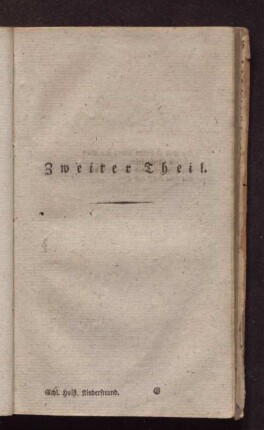 Zweiter Theil.
Schl. Holst. Kinderfreund. G